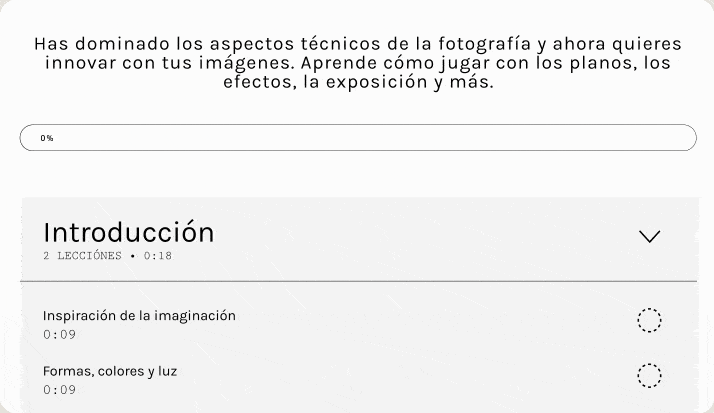 Has dominado los aspectos técnicos de la fotografía y ahora quieres
innovar con tus imágenes. Aprende cómo jugar con los planos, los
efectos, la exposición y más.
0%
Introducción
2 LECCIÓNES • 0:18
Inspiración de la imaginación
0:09
Formas, colores y luz
0:09